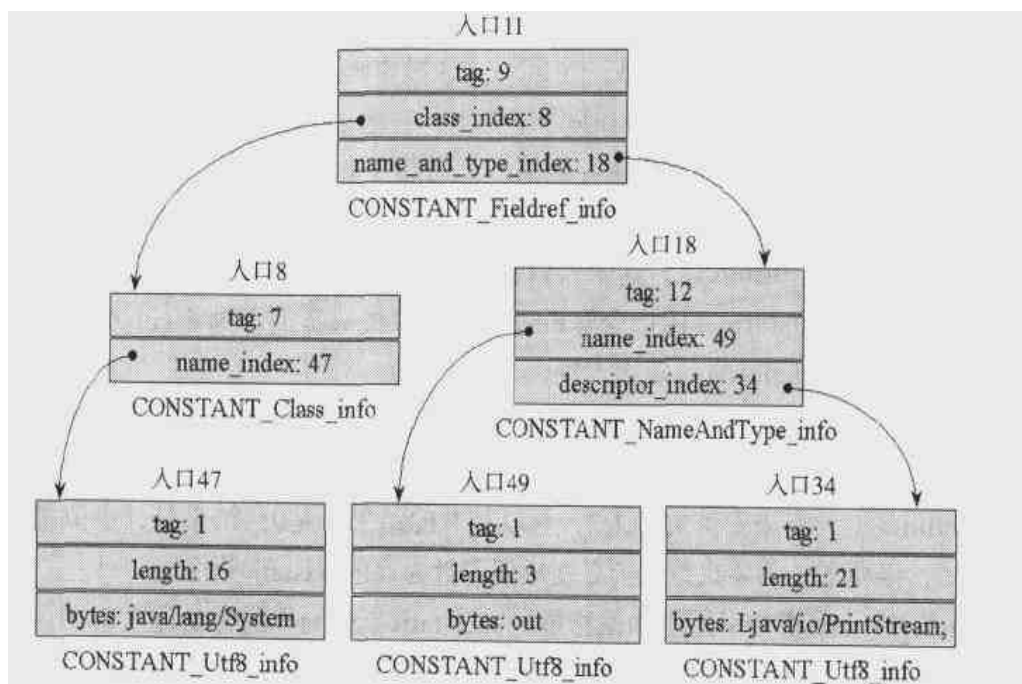 入口11
tag: 9
class_index: 8
name_and_type_index: 18
CONSTANT_Fieldref_info
入口8
tag: 7
name_index: 47
CONSTANT_Class_info
入口18
tag: 12
name_index: 49
descriptor_index: 34
CONSTANT_NameAndType_info
入口47
tag: 1
length: 16
bytes: java/lang/System
CONSTANT_Utf8_info
入口49
tag: 1
length: 3
bytes: out
CONSTANT_Utf8_info
入口34
tag: 1
length: 21
bytes: Ljava/io/PrintStream;
CONSTANT_Utf8_info